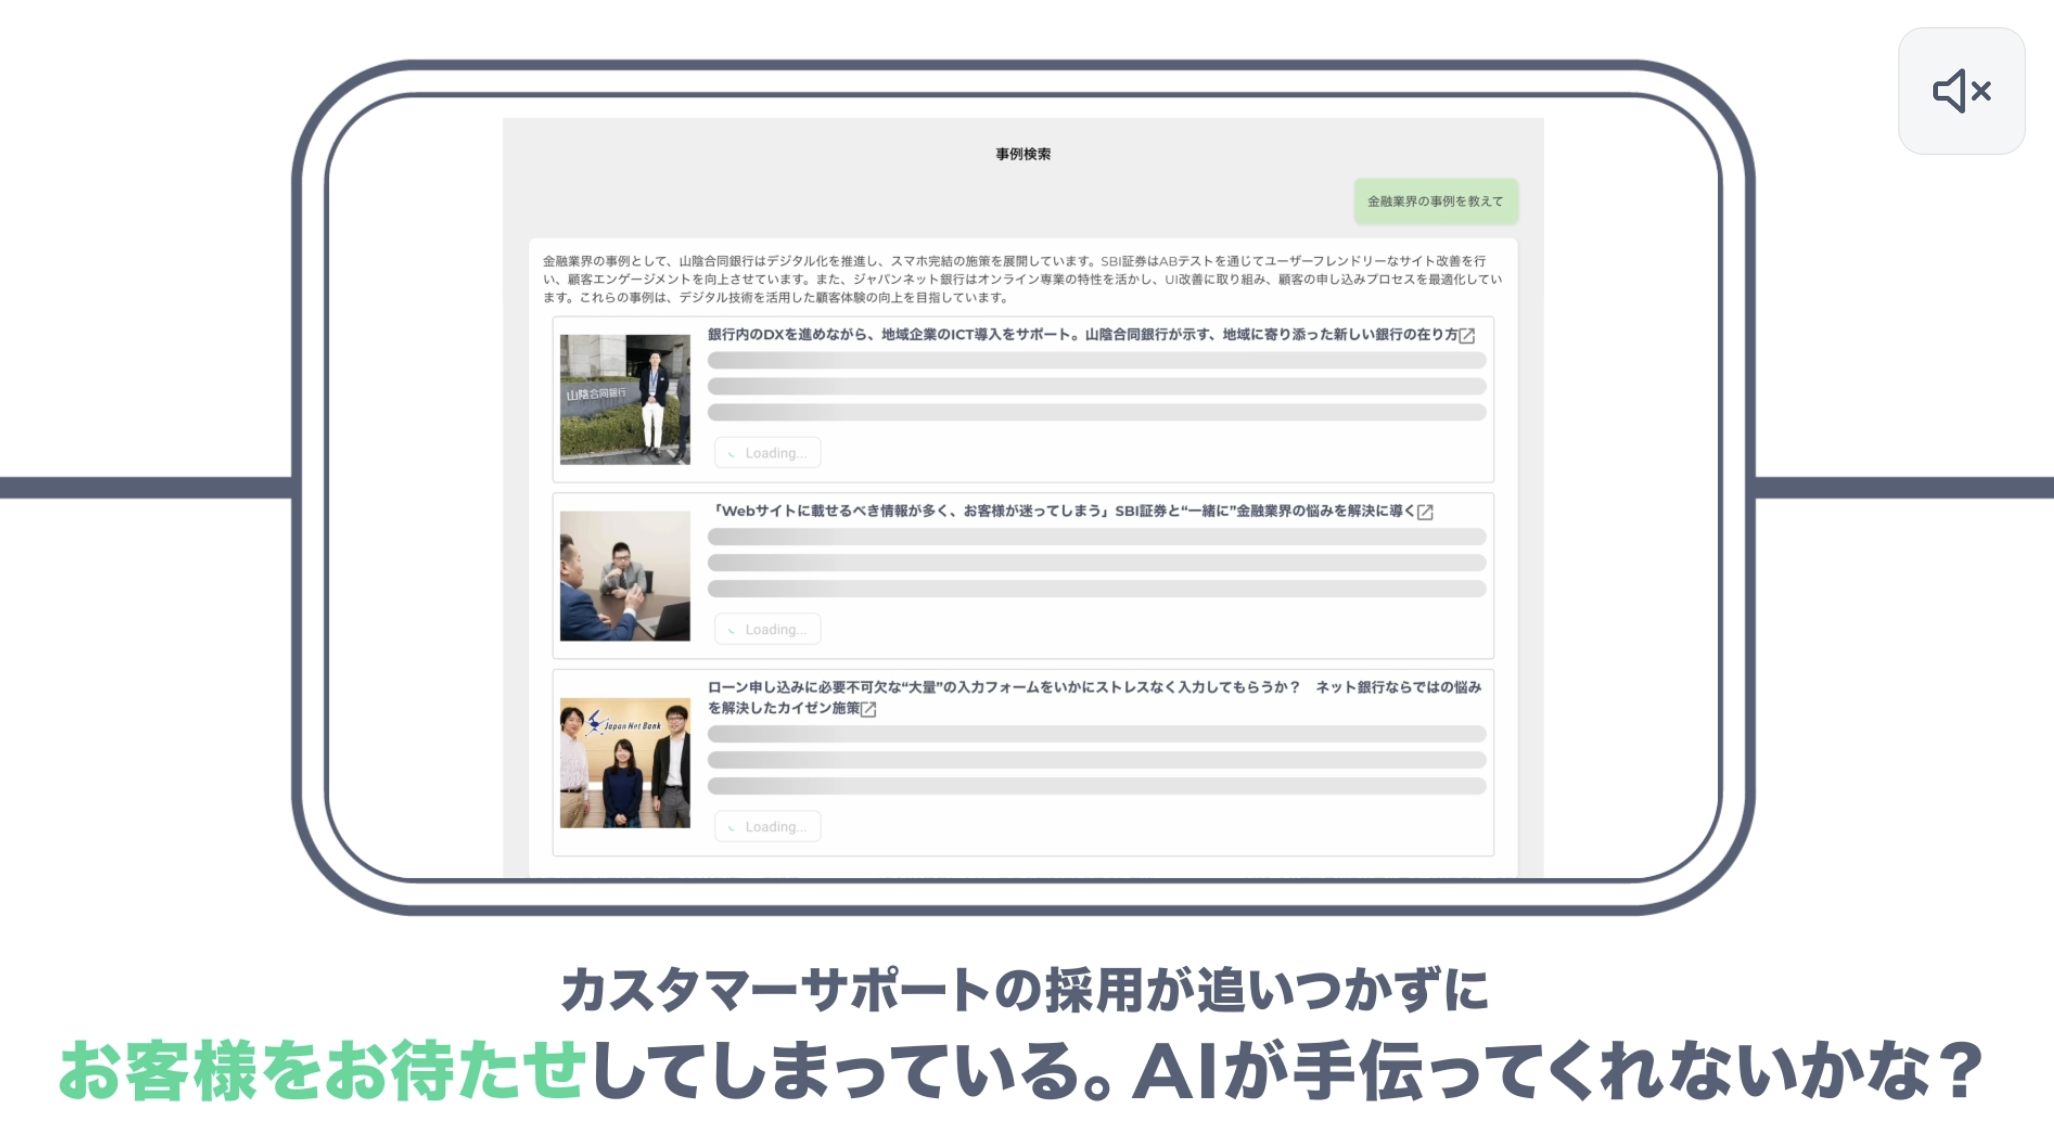 事例検索
金融業界の事例を教えて
金融業界の事例として、山陰合同銀行はデジタル化を推進し、スマホ完結の施策を展開しています。SBI証券はABテストを通じてユーザーフレンドリーなサイト改善を行
い、顧客エンゲージメントを向上させています。また、ジャパンネット銀行はオンライン専業の特性を活かし、UI改善に取り組み、顧客の申し込みプロセスを最適化してい
ます。これらの事例は、デジタル技術を活用した顧客体験の向上を目指しています。
銀行内のDXを進めながら、地域企業のICT導入をサポート。山陰合同銀行が示す、地域に寄り添った新しい銀行の在り方
山陰合同銀行
Loading...
「Webサイトに載せるべき情報が多く、お客様が迷ってしまう」SBI証券と“一緒に”金融業界の悩みを解決に導く
Loading...
ローン申し込みに必要不可欠な“大量”の入力フォームをいかにストレスなく入力してもらうか？　ネット銀行ならではの悩み
を解決したカイゼン施策
Japan Net Bank
Loading...
カスタマーサポートの採用が追いつかずに
お客様をお待たせしてしまっている。AIが手伝ってくれないかな？